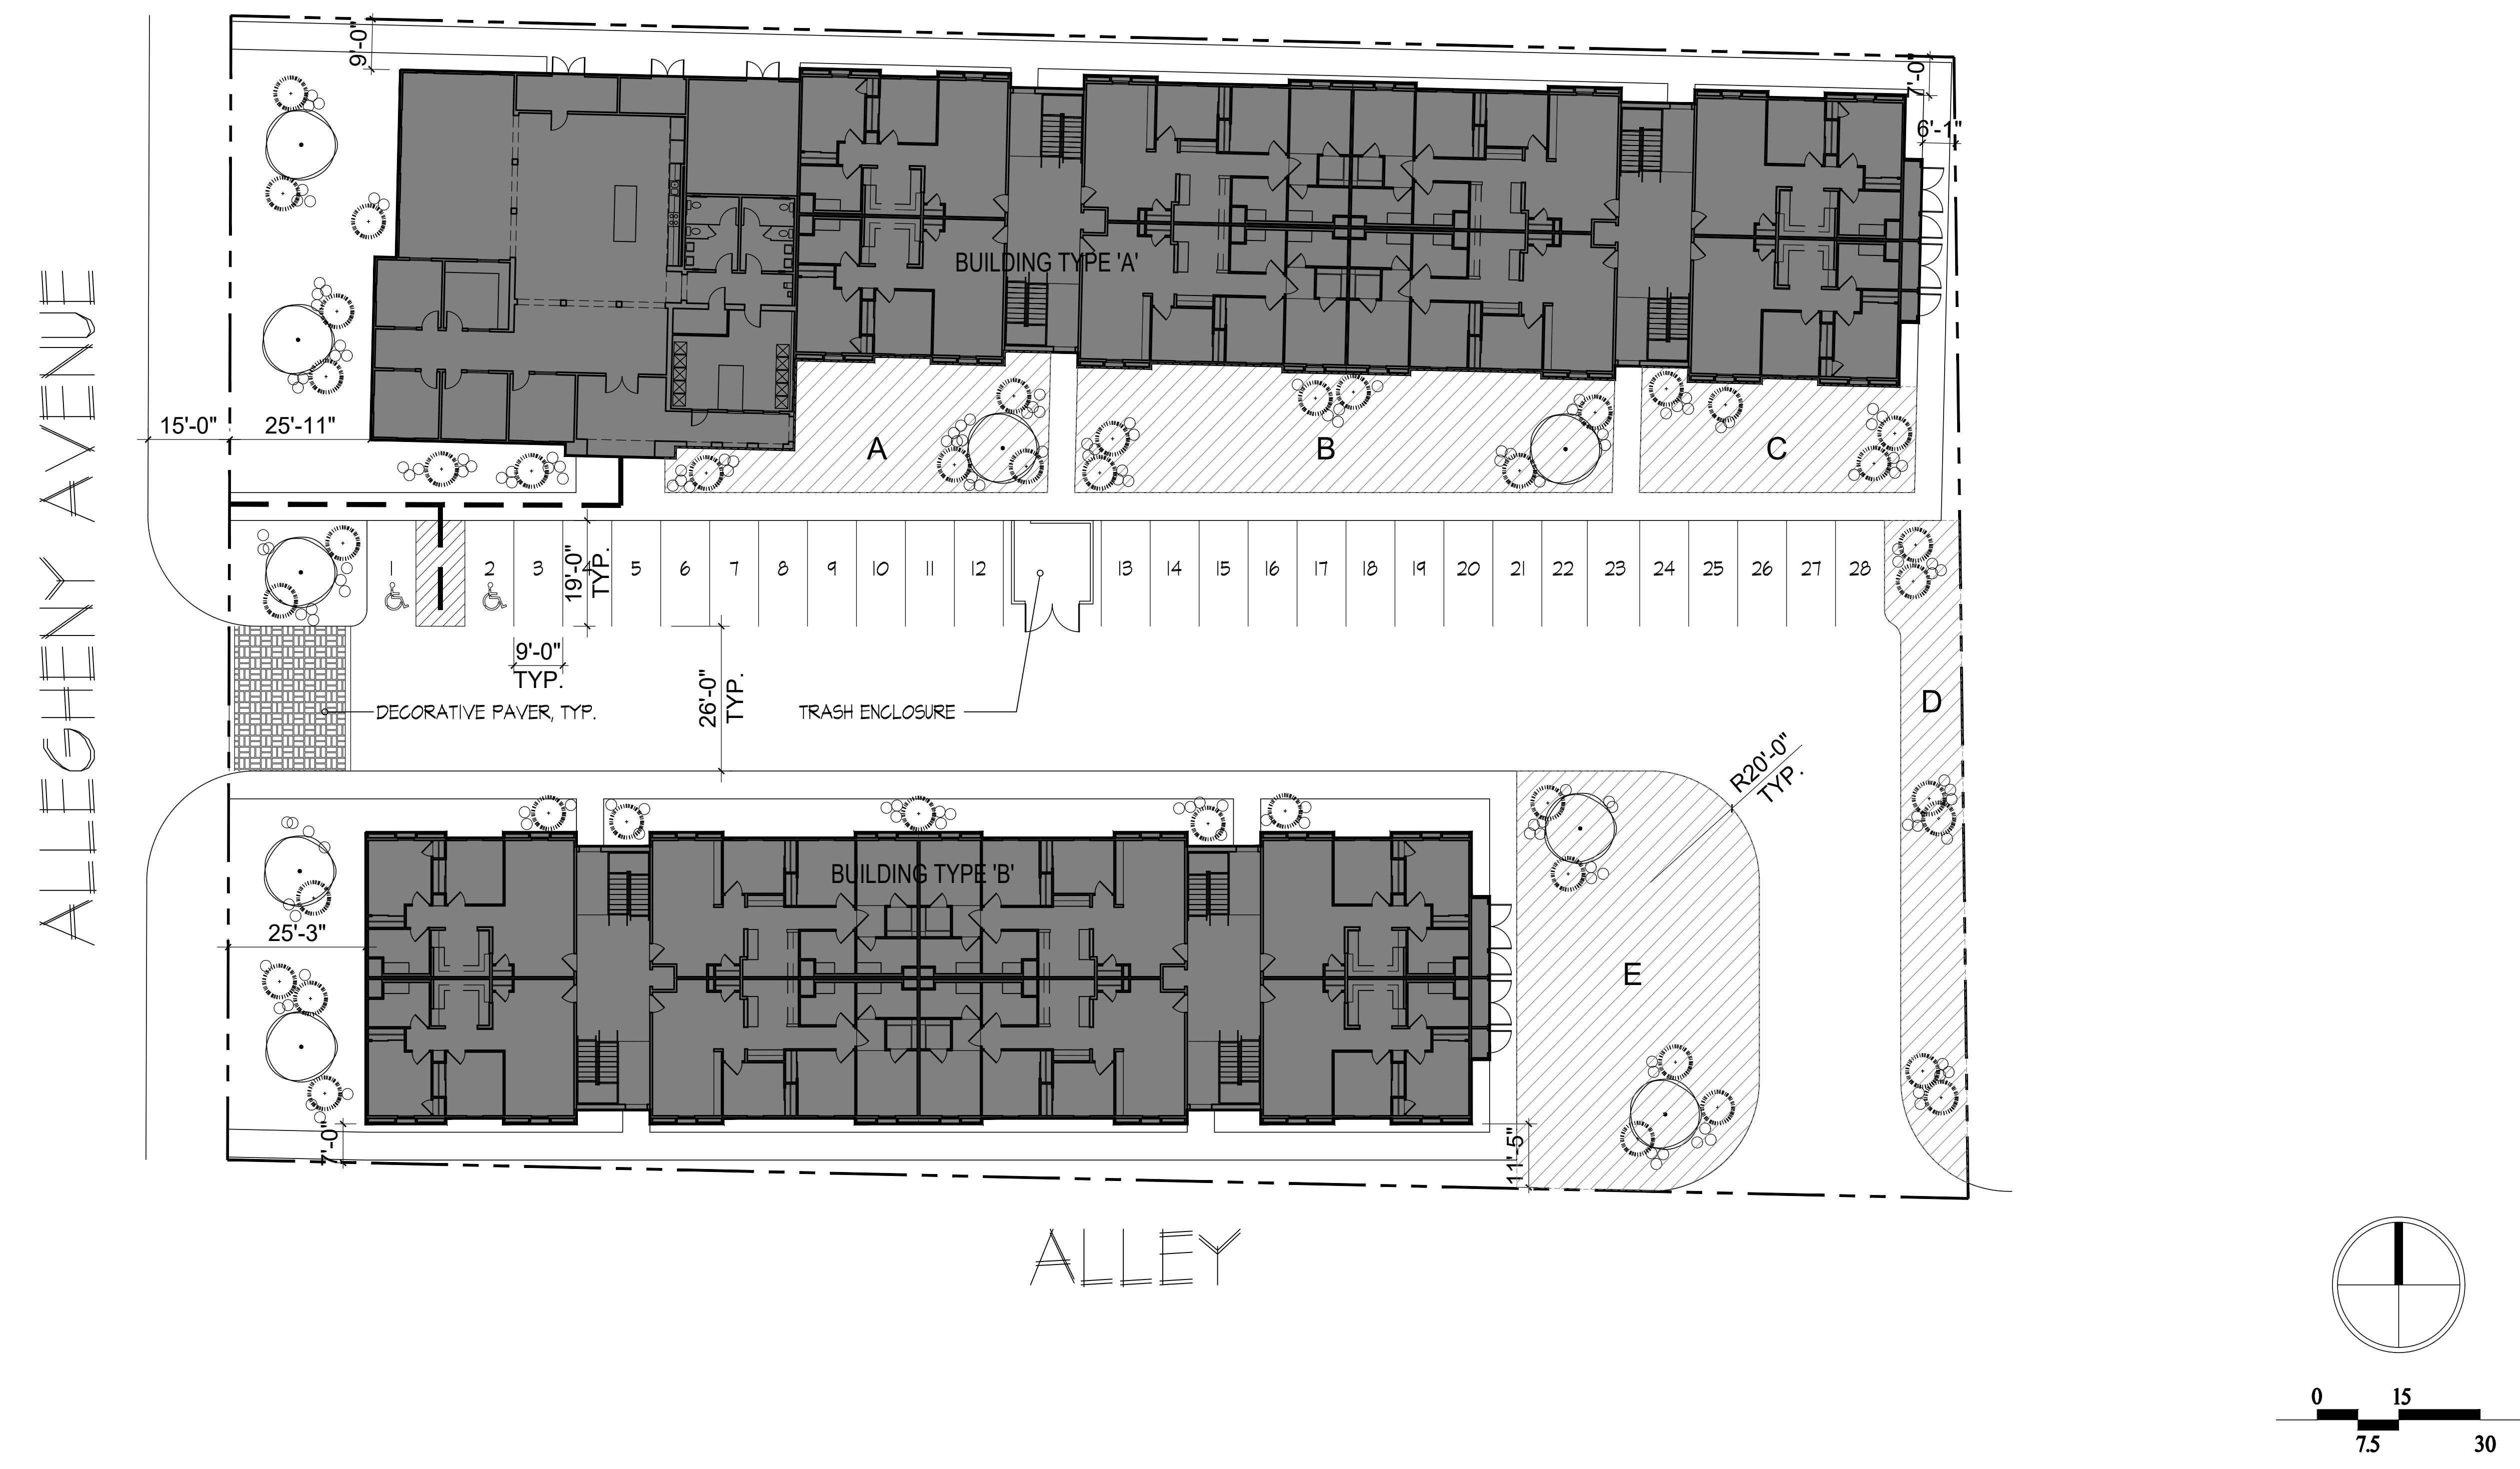 9'-0"
7'-0"
6'-1"
BUILDING TYPE 'A'
ALLEGHENY AVENUE
15'-0"
25'-11"
A
B
C
1
2
3
4
5
6
7
8
9
10
11
12
13
14
15
16
17
18
19
20
21
22
23
24
25
26
27
28
19'-0"
TYP.
9'-0"
TYP.
26'-0"
TYP.
DECORATIVE PAVER, TYP.
TRASH ENCLOSURE
D
R20'-0"
TYP.
BUILDING TYPE 'B'
25'-3"
E
7'-0"
11'-5"
ALLEY
0
15
7.5
30